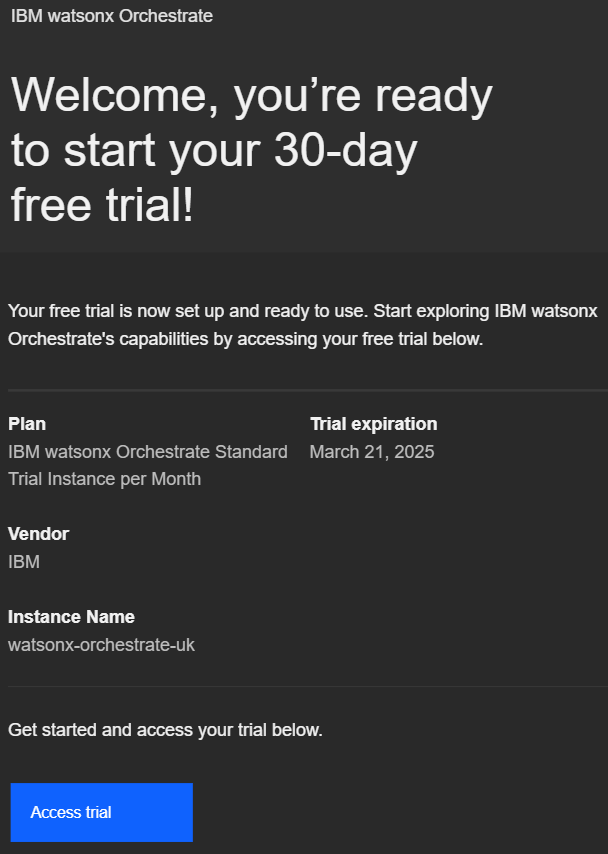 IBM watsonx Orchestrate
Welcome, you’re ready
to start your 30-day
free trial!
Your free trial is now set up and ready to use. Start exploring IBM watsonx
Orchestrate's capabilities by accessing your free trial below.
Plan
IBM watsonx Orchestrate Standard
Trial Instance per Month
Trial expiration
March 21, 2025
Vendor
IBM
Instance Name
watsonx-orchestrate-uk
Get started and access your trial below.
Access trial